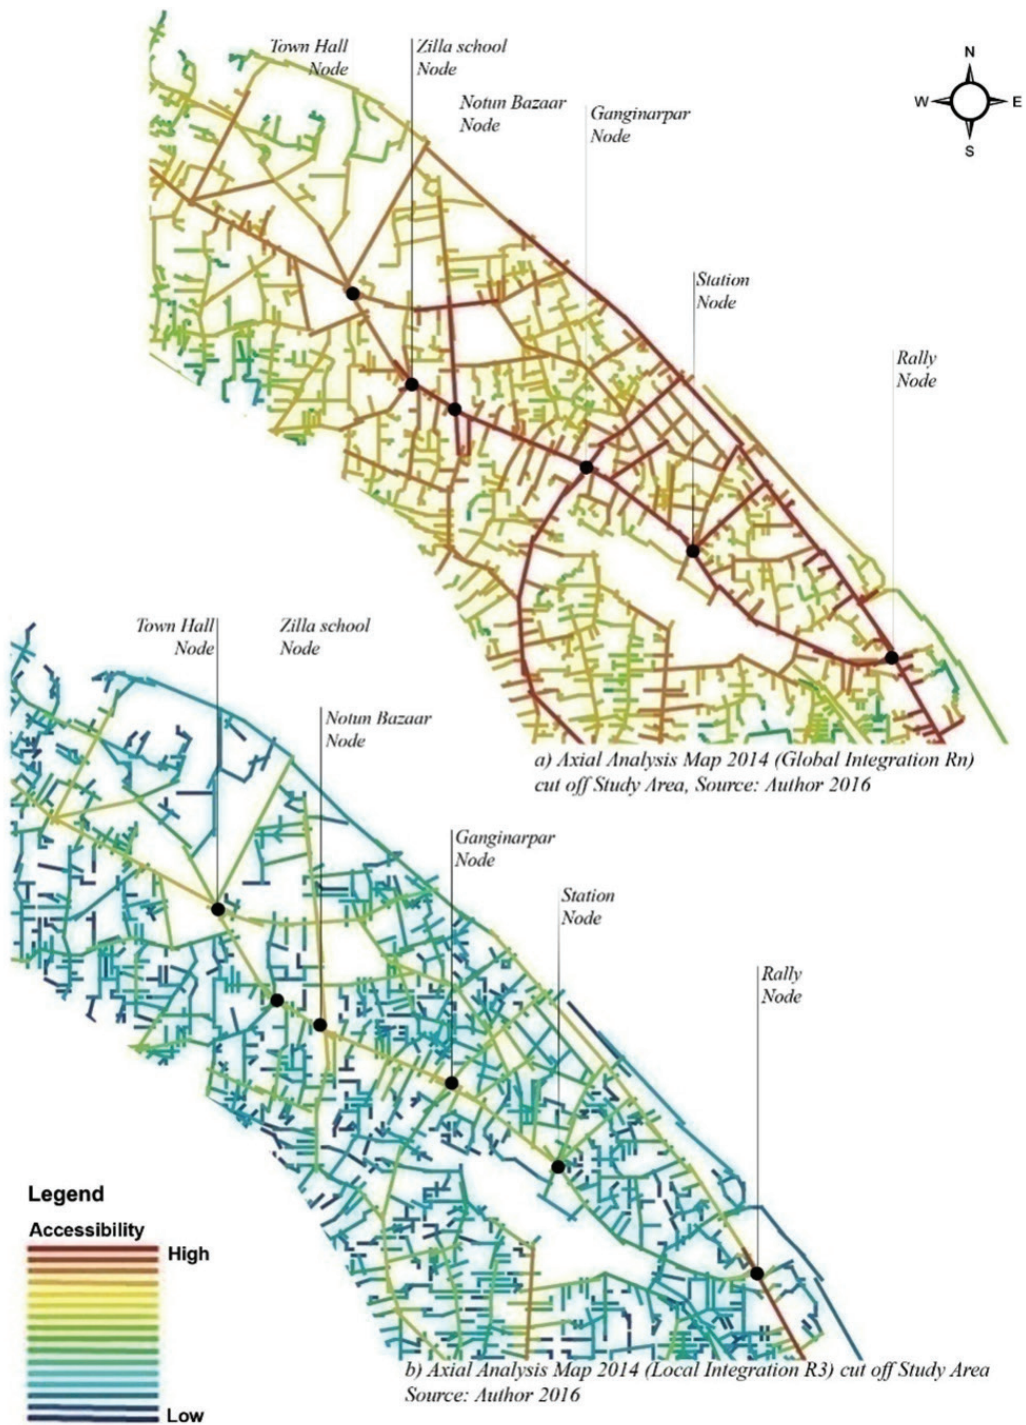 Town Hall
Node
Zilla school
Node
Notun Bazaar
Node
Ganginarpar
Node
N
W
E
S
Station
Node
Rally
Node
a) Axial Analysis Map 2014 (Global Integration Rn)
cut off Study Area, Source: Author 2016
Town Hall
Node
Zilla school
Node
Notun Bazaar
Node
Ganginarpar
Node
Station
Node
Rally
Node
Legend
Accessibility
High
Low
b) Axial Analysis Map 2014 (Local Integration R3) cut off Study Area
Source: Author 2016